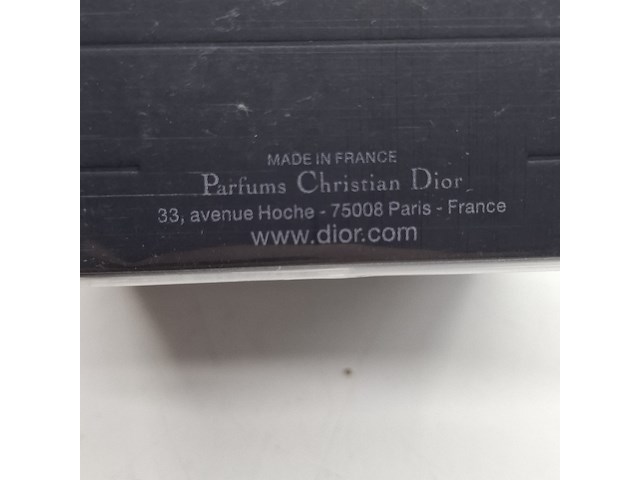 MADE IN FRANCE
Parfums Christian Dior
33, avenue Hoche - 75008 Paris - France
www.dior.com